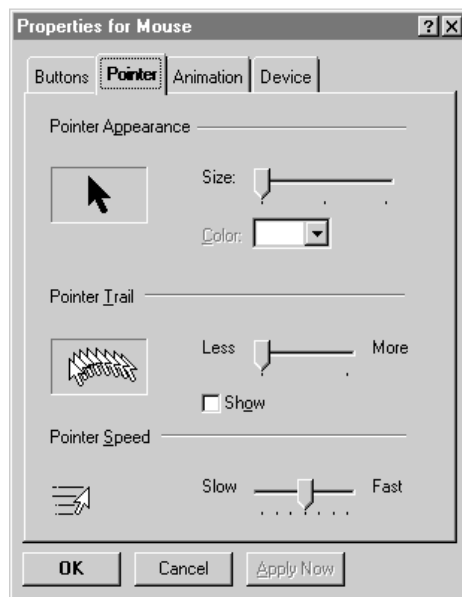 Properties for Mouse
Buttons Pointer Animation Device
Pointer Appearance
Size:
Color:
Pointer Trail
Less More
Show
Pointer Speed
Slow Fast
OK Cancel Apply Now